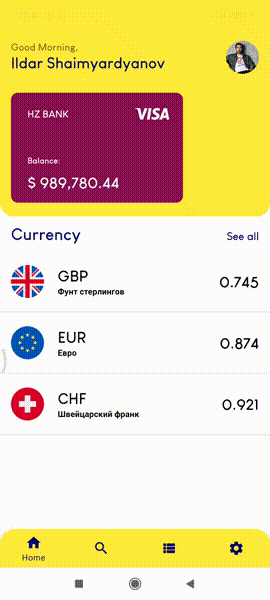 Good Morning,
Ildar Shaimyardyanov
HZ BANK
VISA
Balance:
$ 989,780.44
Currency
See all
GBP
0.745
Фунт стерлингов
EUR
0.874
Евро
CHF
0.921
Швейцарский франк
Home